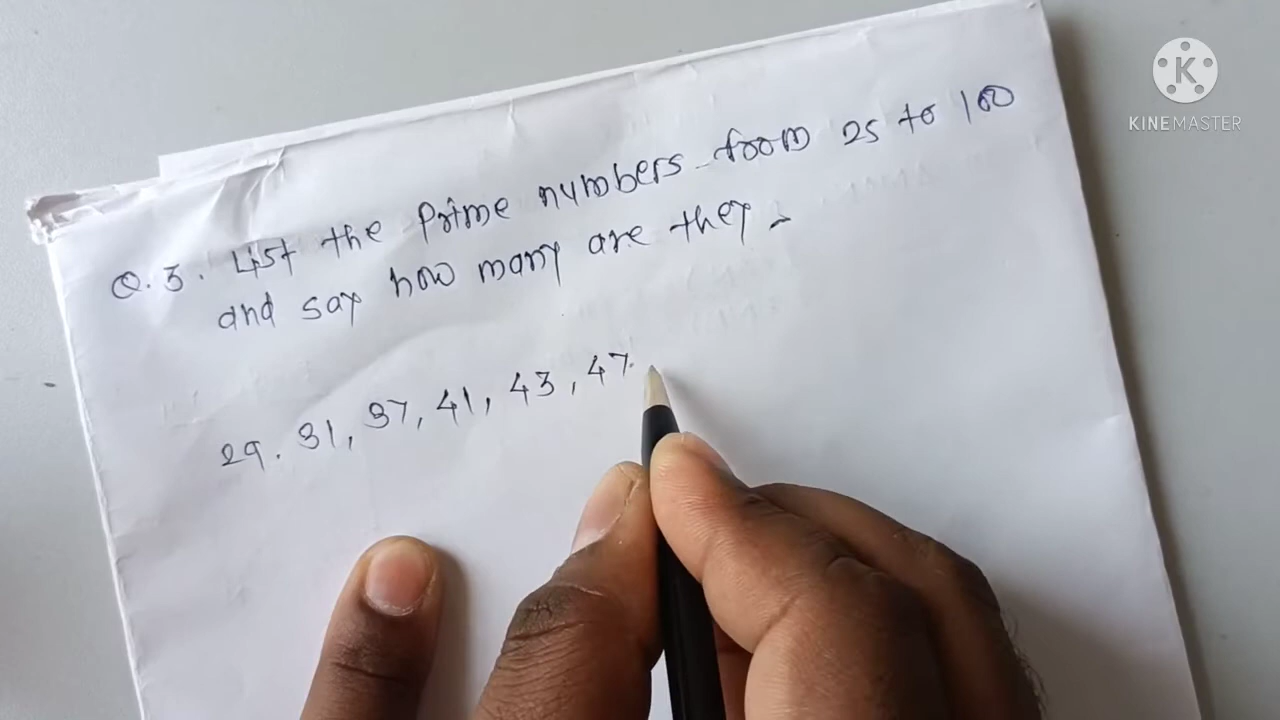 KINEMASTER
Q.3. List the Prime numbers from 25 to 100
and say how many are they.
29. 31, 37, 41, 43, 47.